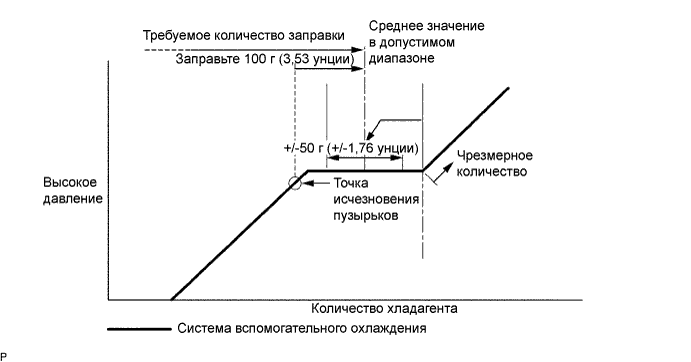 Требуемое количество заправки
Среднее значение
в допустимом
диапазоне
Заправьте 100 г (3,53 унции)
+/-50 г (+/-1,76 унции)
Чрезмерное
количество
Высокое
давление
Точка
исчезновения
пузырьков
Количество хладагента
Система вспомогательного охлаждения
P